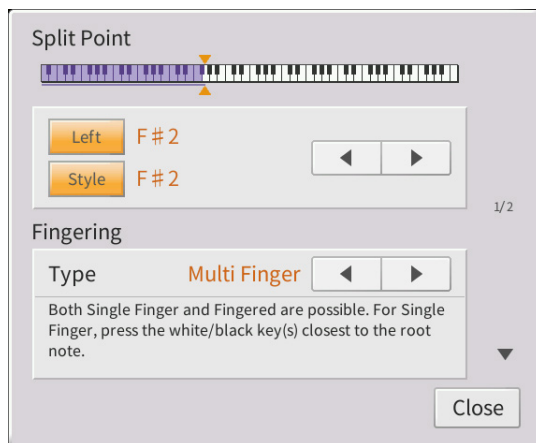 Split Point
Left F♯2
Style F♯2
1/2
Fingering
Type Multi Finger
Both Single Finger and Fingered are possible. For Single
Finger, press the white/black key(s) closest to the root
note.
Close